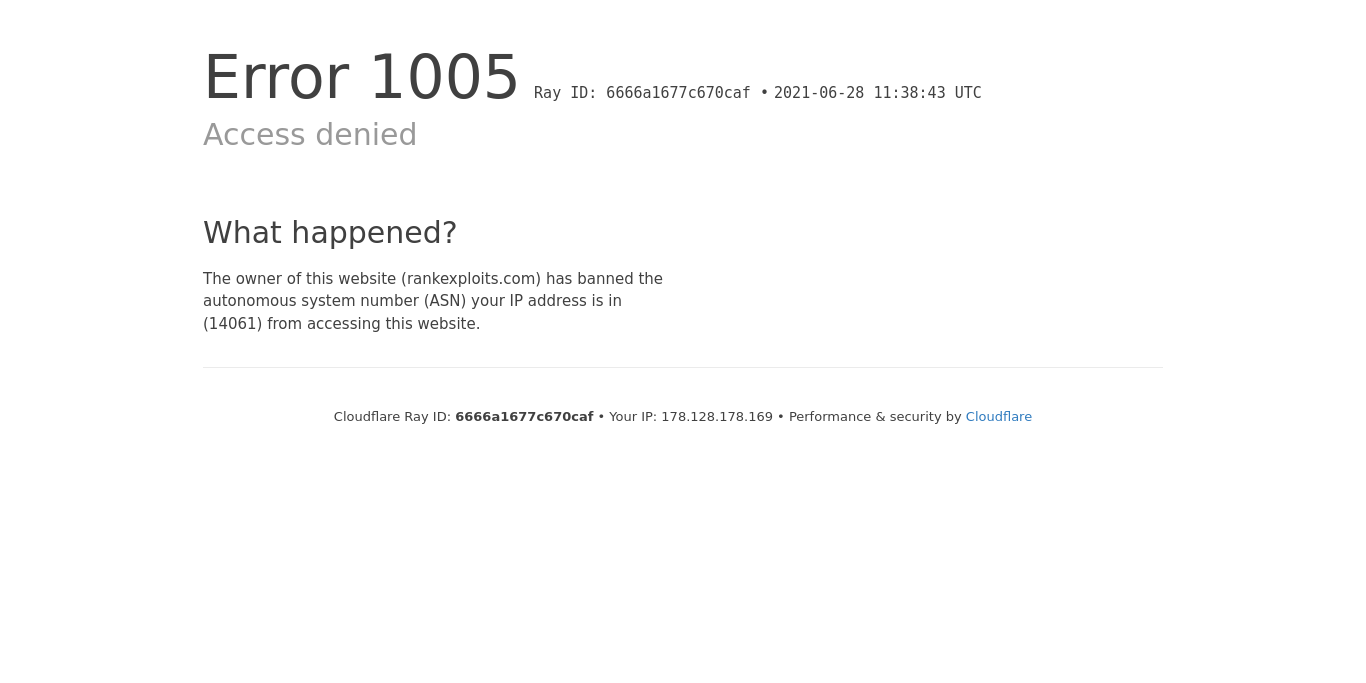 Error 1005 Ray ID: 6666a1677c670caf • 2021-06-28 11:38:43 UTC
Access denied
What happened?
The owner of this website (rankexploits.com) has banned the
autonomous system number (ASN) your IP address is in
(14061) from accessing this website.
Cloudflare Ray ID: 6666a1677c670caf • Your IP: 178.128.178.169 • Performance & security by Cloudflare